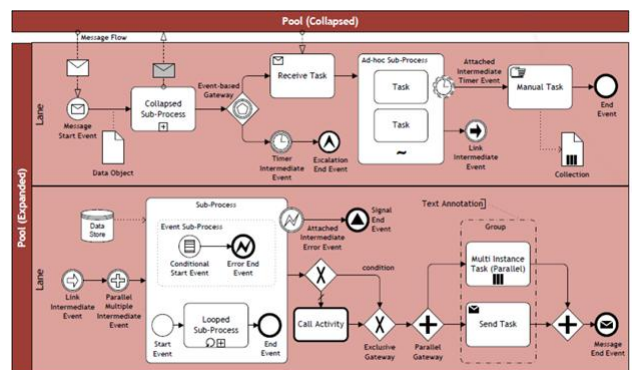 Pool (Collapsed)
Message Flow
Pool (Expanded)
Lane
Message
Start Event
Collapsed
Sub-Process
Data Object
Event-based
Gateway
Receive Task
Timer
Intermediate
Event
Escalation
End Event
Ad-hoc Sub-Process
Task
Task
Attached
Intermediate
Timer Event
Link
Intermediate
Event
Manual Task
Collection
End
Event
Lane
Data
Store
Link
Intermediate
Event
Parallel
Multiple
Intermediate
Event
Sub-Process
Event Sub-Process
Conditional
Start Event
Error End
Event
Start
Event
Looped
Sub-Process
End
Event
Attached
Intermediate
Error Event
Signal
End
Event
condition
Call Activity
Exclusive
Gateway
Parallel
Gateway
Text Annotation
Group
Multi Instance
Task (Parallel)
Send Task
Message
End Event